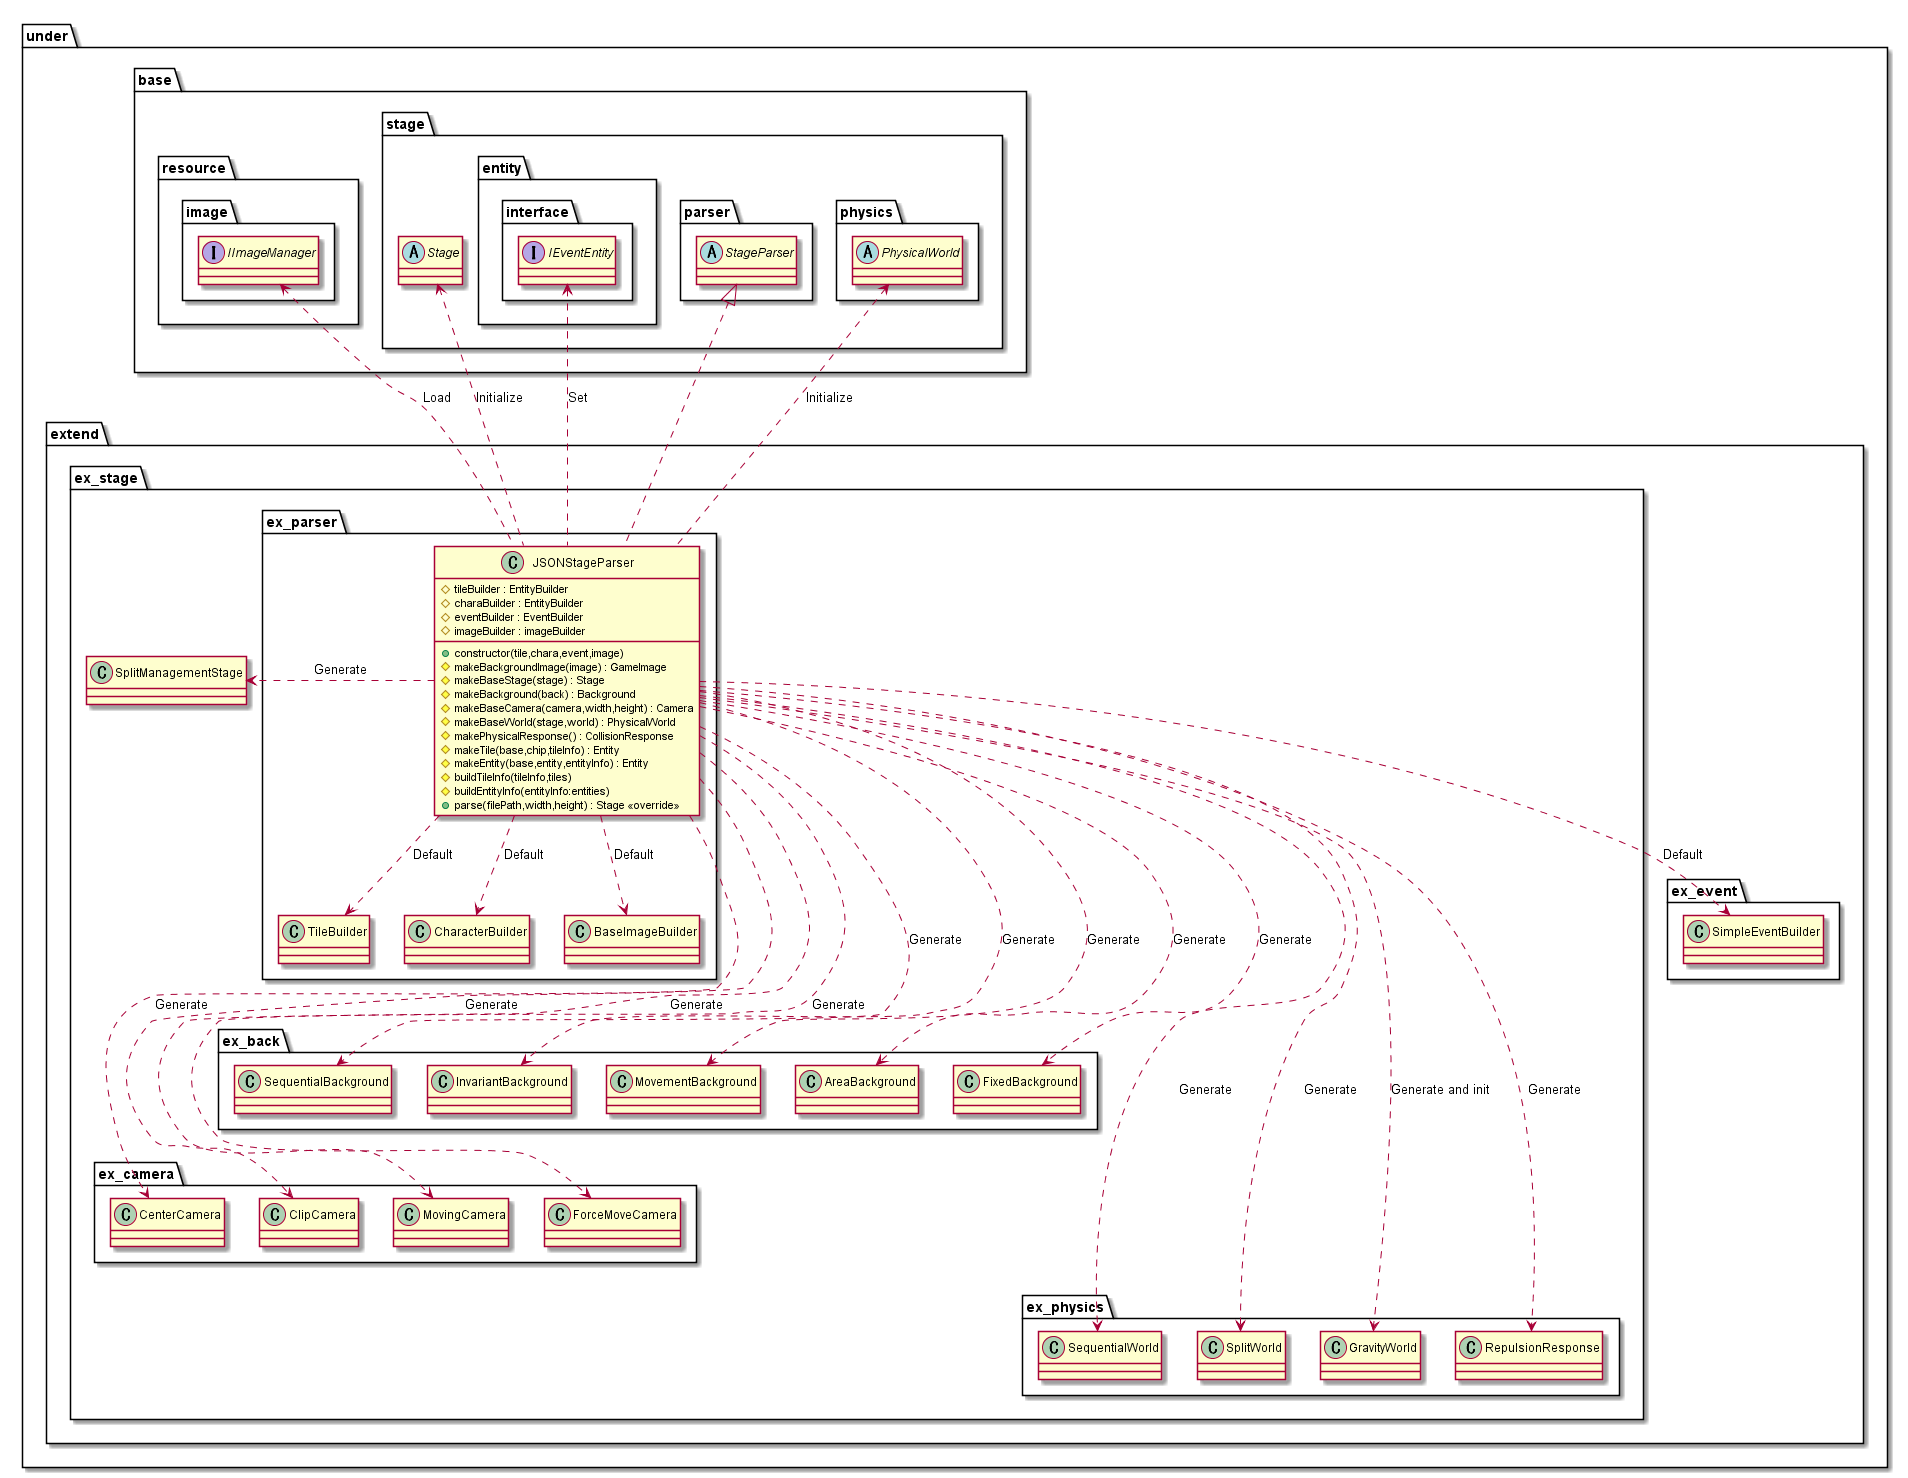 under
base
stage
resource
entity
image
interface
parser
physics
I IImageManager
A Stage
I IEventEntity
A StageParser
A PhysicalWorld
Load
Initialize
Set
Initialize
extend
ex_stage
ex_parser
C JSONStageParser
tileBuilder : EntityBuilder
charaBuilder : EntityBuilder
eventBuilder : EventBuilder
imageBuilder : imageBuilder
constructor(tile,chara,event,image)
makeBackgroundImage(image) : GameImage
makeBaseStage(stage) : Stage
makeBackground(back) : Background
makeBaseCamera(camera,width,height) : Camera
makeBaseWorld(stage,world) : PhysicalWorld
makePhysicalResponse() : CollisionResponse
makeTile(base,chip,tileInfo) : Entity
makeEntity(base,entity,entityInfo) : Entity
buildTileInfo(tileInfo,tiles)
buildEntityInfo(entityInfo:entities)
parse(filePath,width,height) : Stage «override»
C SplitManagementStage
Generate
Default
Default
Default
Default
ex_event
C SimpleEventBuilder
C TileBuilder
C CharacterBuilder
C BaseImageBuilder
Generate
Generate
Generate
Generate
Generate
Generate
Generate
Generate
Generate
ex_back
C SequentialBackground
C InvariantBackground
C MovementBackground
C AreaBackground
C FixedBackground
Generate
Generate
Generate and init
Generate
ex_camera
C CenterCamera
C ClipCamera
C MovingCamera
C ForceMoveCamera
ex_physics
C SequentialWorld
C SplitWorld
C GravityWorld
C RepulsionResponse